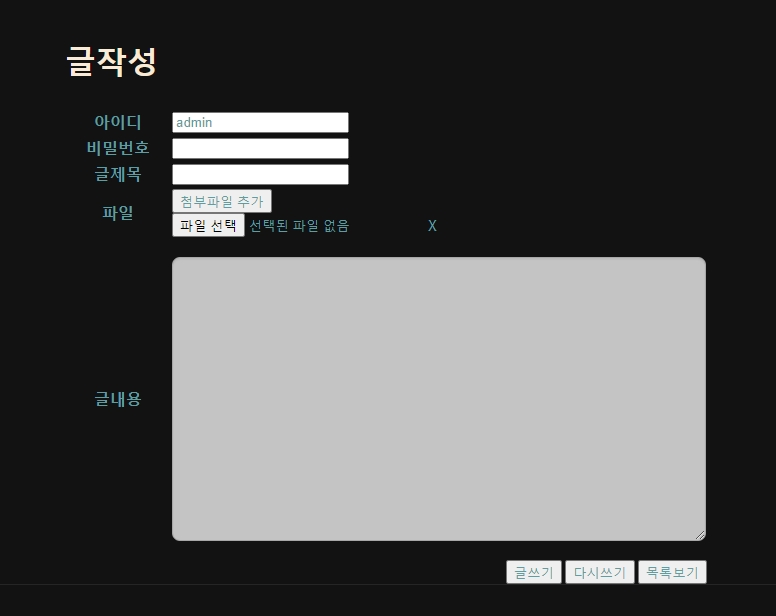 글작성
아이디 admin
비밀번호
글제목
첨부파일 추가
파일
파일 선택 선택된 파일 없음 X
글내용
글쓰기 다시쓰기 목록보기